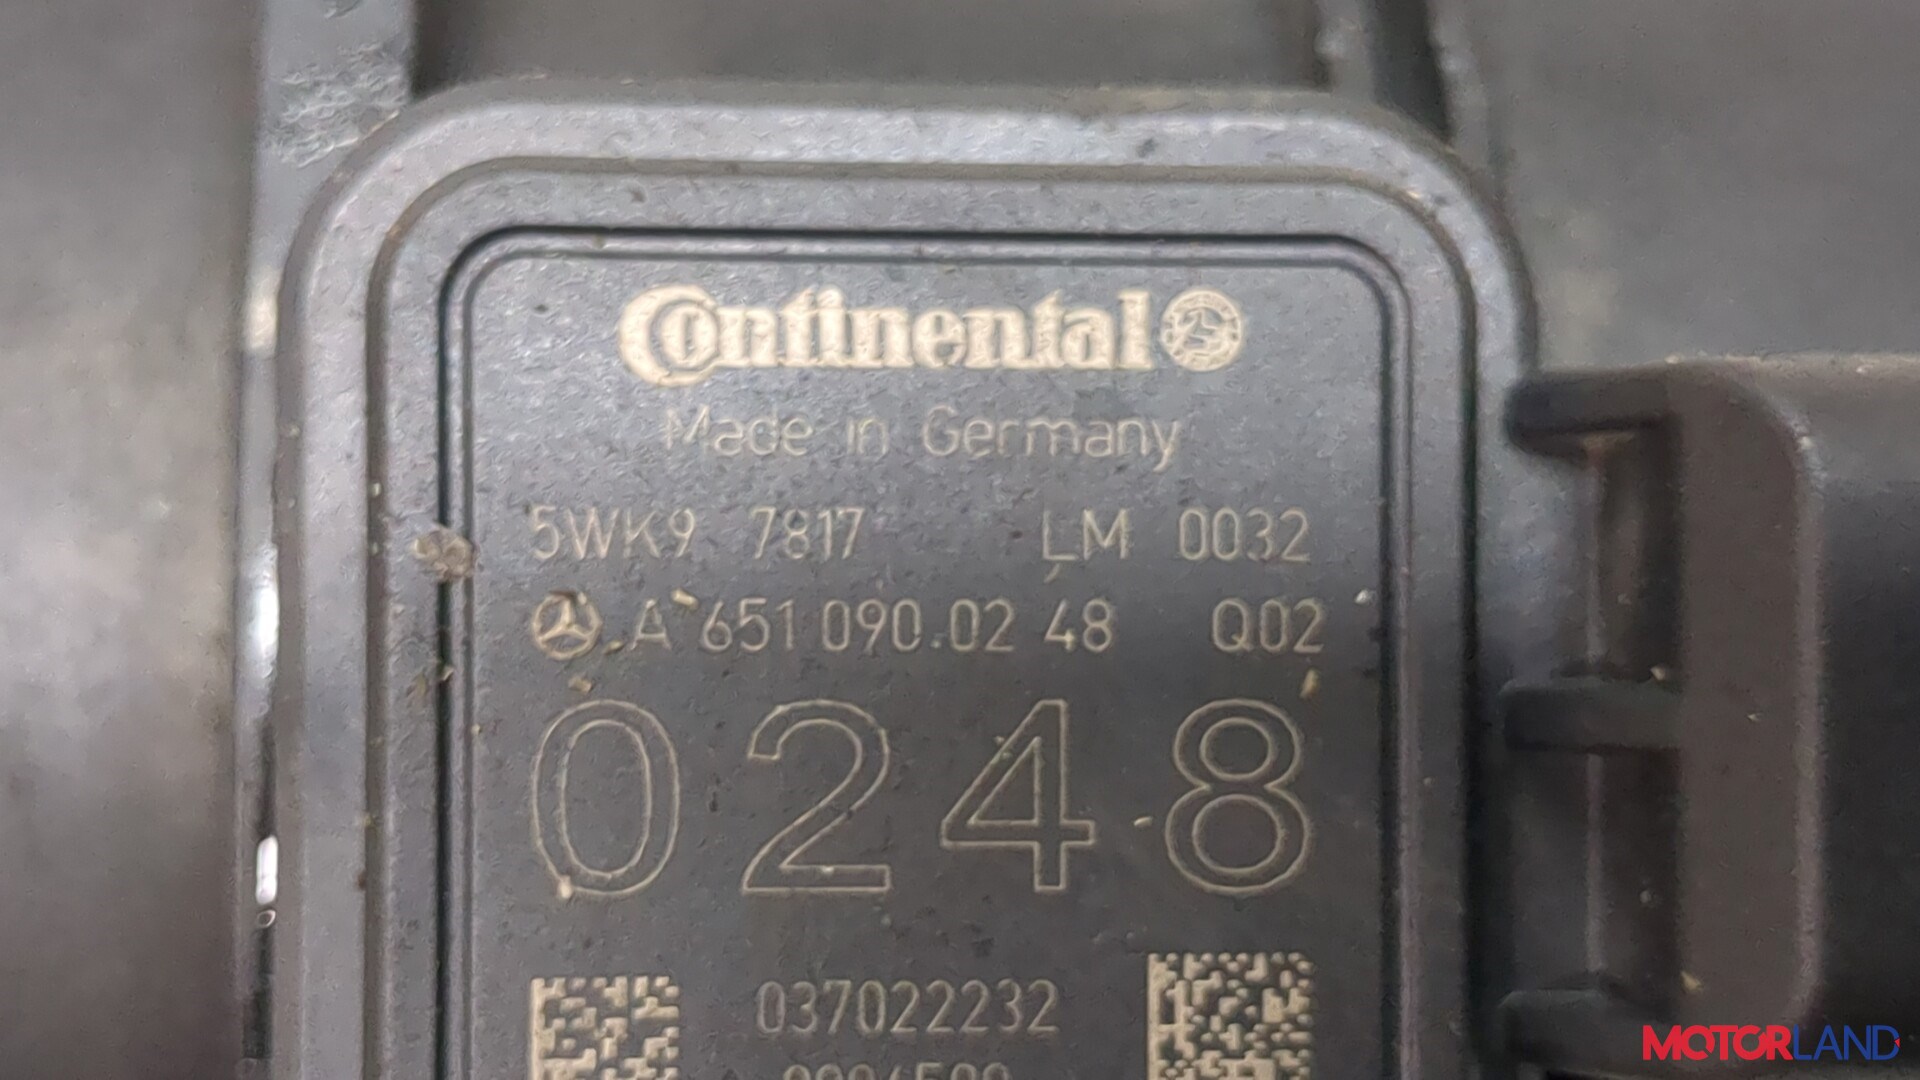 Continental
Made in Germany
5WK9 7817 LM 0032
A 651 090 02 48 Q02
0248
037022232
MOTORLAND